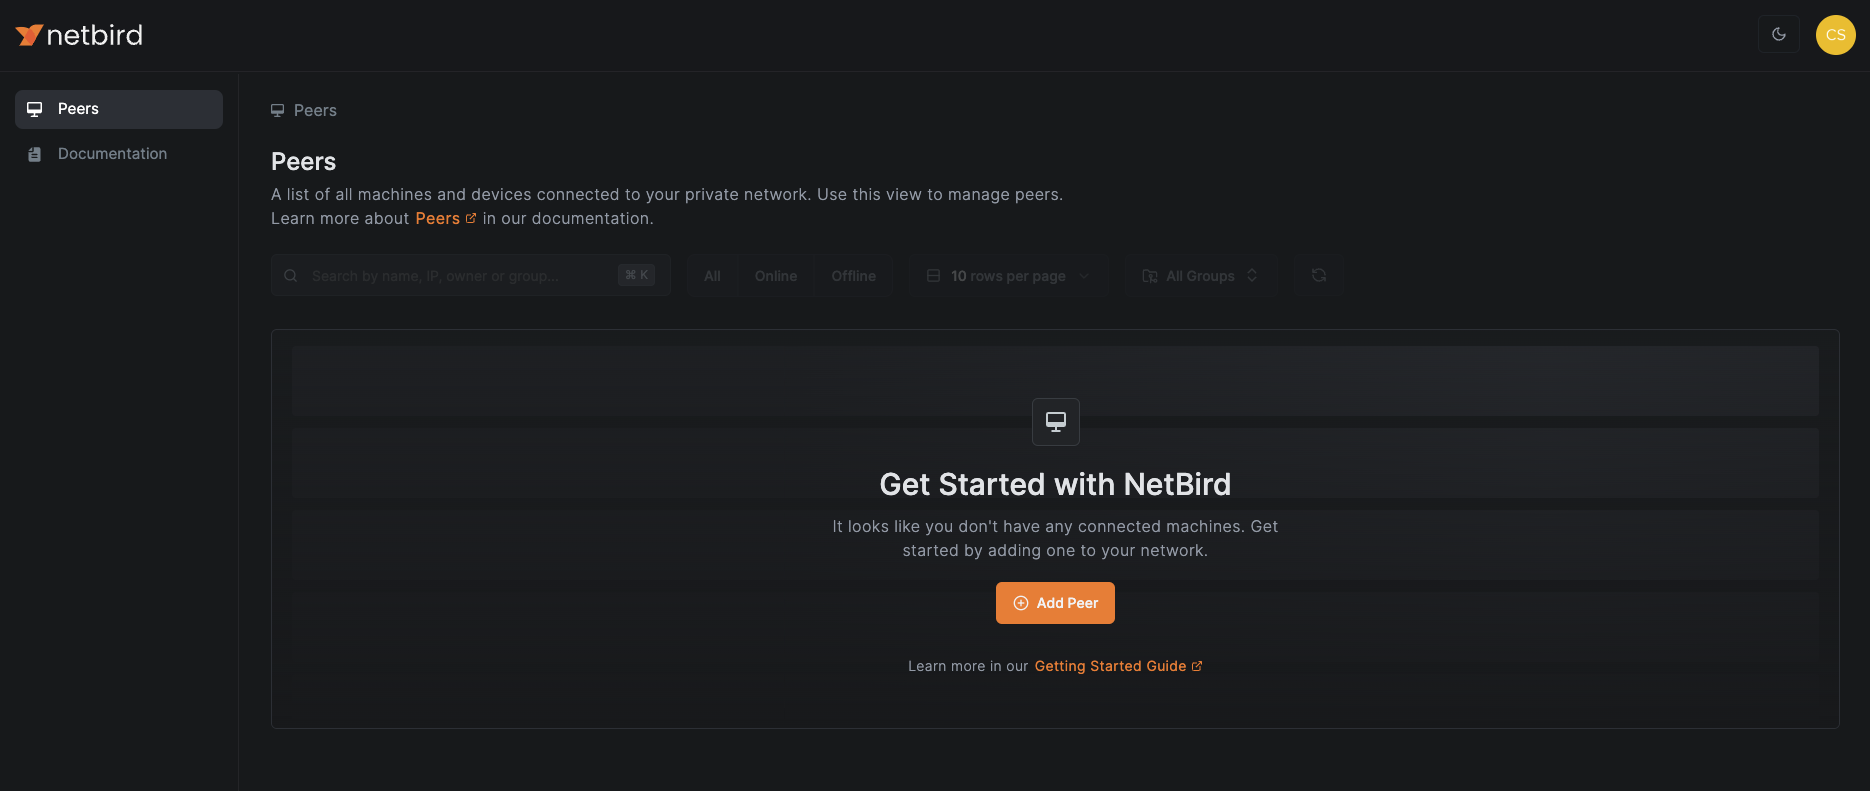 netbird
CS
Peers
Documentation
Peers
Peers
A list of all machines and devices connected to your private network. Use this view to manage peers.
Learn more about Peers in our documentation.
Search by name, IP, owner or group... ⌘ K All Online Offline 10 rows per page All Groups
Get Started with NetBird
It looks like you don't have any connected machines. Get
started by adding one to your network.
Add Peer
Learn more in our Getting Started Guide